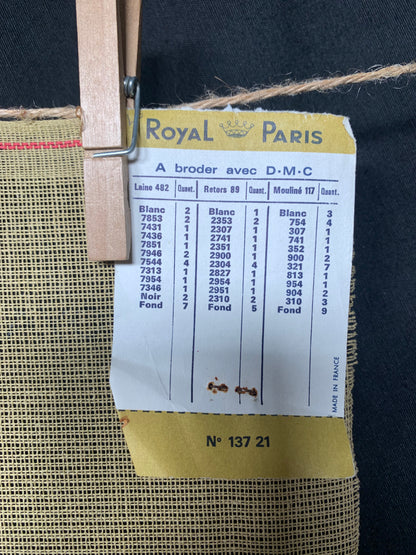 ROYAL PARIS
A broder avec D·M·C
Laine 482 Quant. Retors 89 Quant. Mouliné 117 Quant.
Blanc 2 Blanc 1 Blanc 3
7853 2 2353 2 754 4
7431 1 2307 1 307 1
7436 1 2741 1 741 1
7851 1 2351 1 352 1
7946 2 2900 1 900 2
7544 4 2304 4 321 7
7313 1 2827 1 813 1
7954 1 2954 1 954 1
7346 1 2951 1 904 2
Noir 2 2310 2 310 3
Fond 7 Fond 5 Fond 9
MADE IN FRANCE
N° 137 21